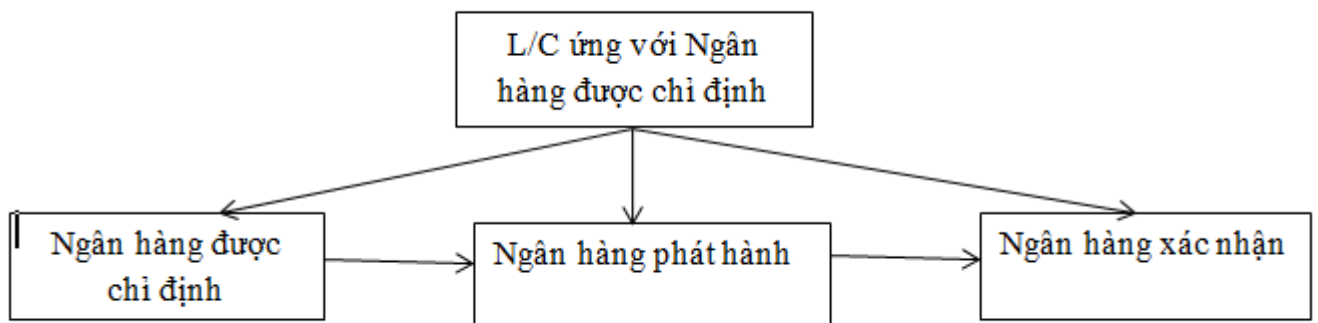 L/C ứng với Ngân
hàng được chỉ định
Ngân hàng được
chỉ định
Ngân hàng phát hành
Ngân hàng xác nhận